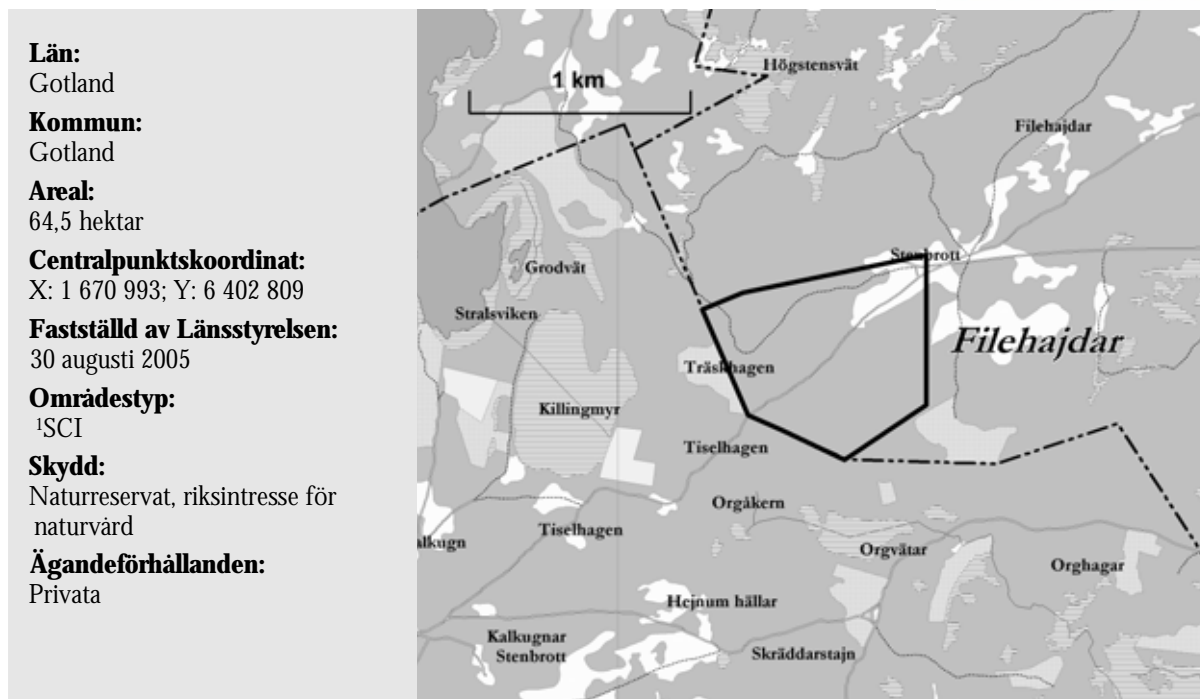 Län:
Gotland
Kommun:
Gotland
Areal:
64,5 hektar
Centralpunktskoordinat:
X: 1 670 993; Y: 6 402 809
Fastställd av Länsstyrelsen:
30 augusti 2005
Områdestyp:
¹SCI
Skydd:
Naturreservat, riksintresse för
naturvård
Ägandeförhållanden:
Privata
Högstensvät
1 km
Filehajdar
Stenbrott
Grodvät
Stralsviken
Filehajdar
Träskhagen
Killingmyr
Tiselhagen
Orgåkern
Tiselhagen
alkugn
Orgvätar
Orghagar
Hejnum hällar
Kalkugnar
Stenbrott
Skräddarstajn